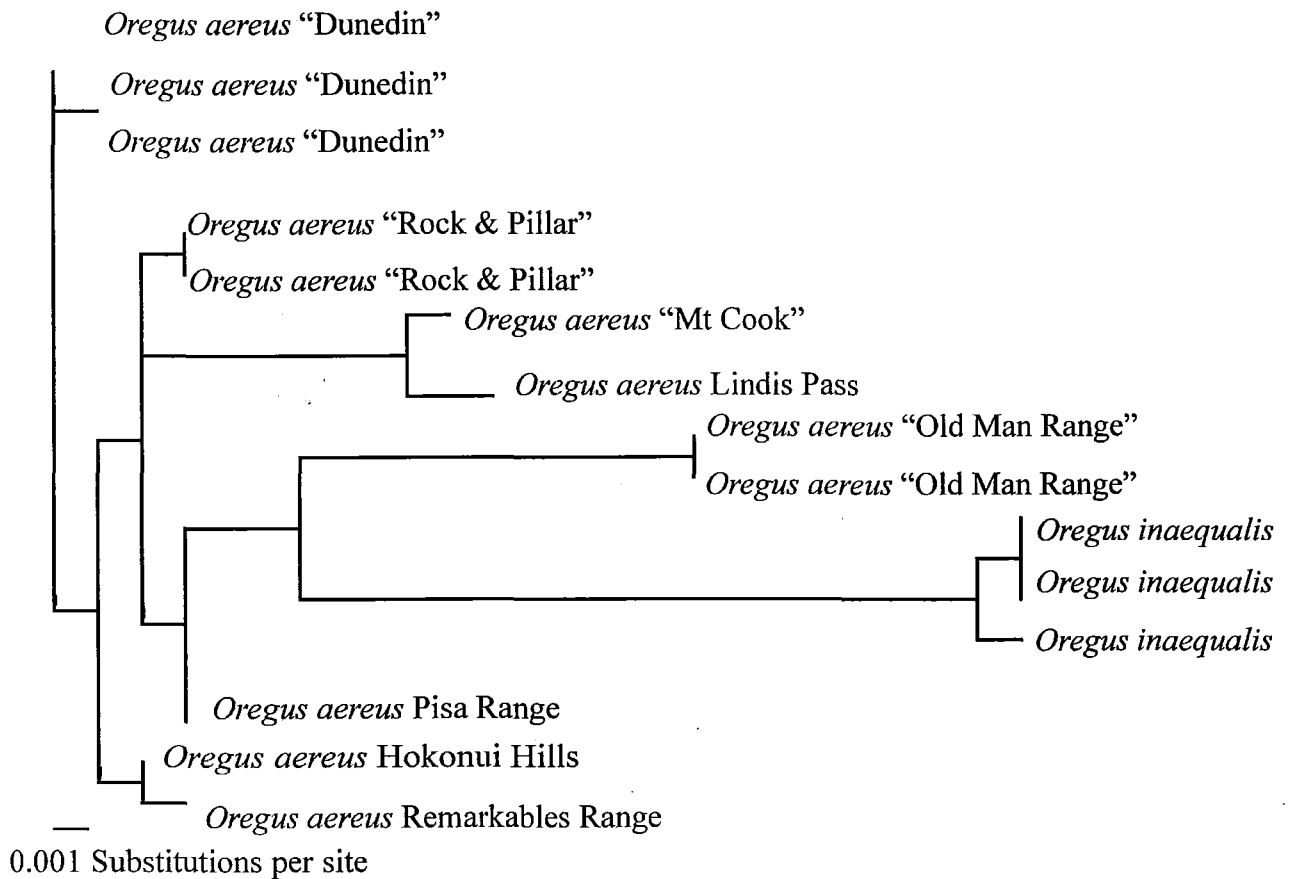 Oregus aereus “Dunedin”
Oregus aereus “Dunedin”
Oregus aereus “Dunedin”
Oregus aereus “Rock & Pillar”
Oregus aereus “Rock & Pillar”
Oregus aereus “Mt Cook”
Oregus aereus Lindis Pass
Oregus aereus “Old Man Range”
Oregus aereus “Old Man Range”
Oregus inaequalis
Oregus inaequalis
Oregus inaequalis
Oregus aereus Pisa Range
Oregus aereus Hokonui Hills
Oregus aereus Remarkables Range
0.001 Substitutions per site